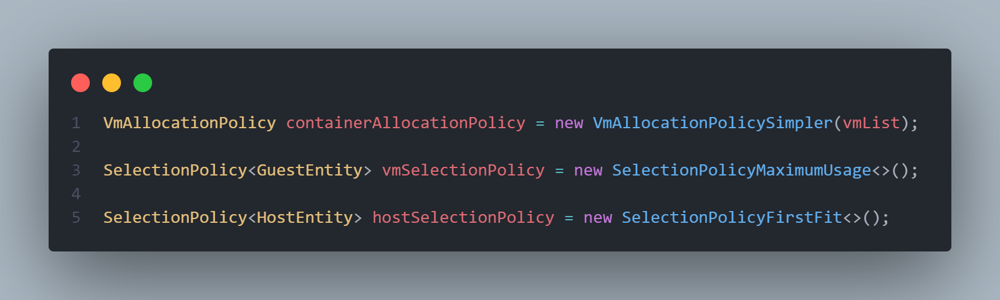 1 VmAllocationPolicy containerAllocationPolicy = new VmAllocationPolicySimpler(vmList);
2
3 SelectionPolicy<GuestEntity> vmSelectionPolicy = new SelectionPolicyMaximumUsage<>();
4
5 SelectionPolicy<HostEntity> hostSelectionPolicy = new SelectionPolicyFirstFit<>();